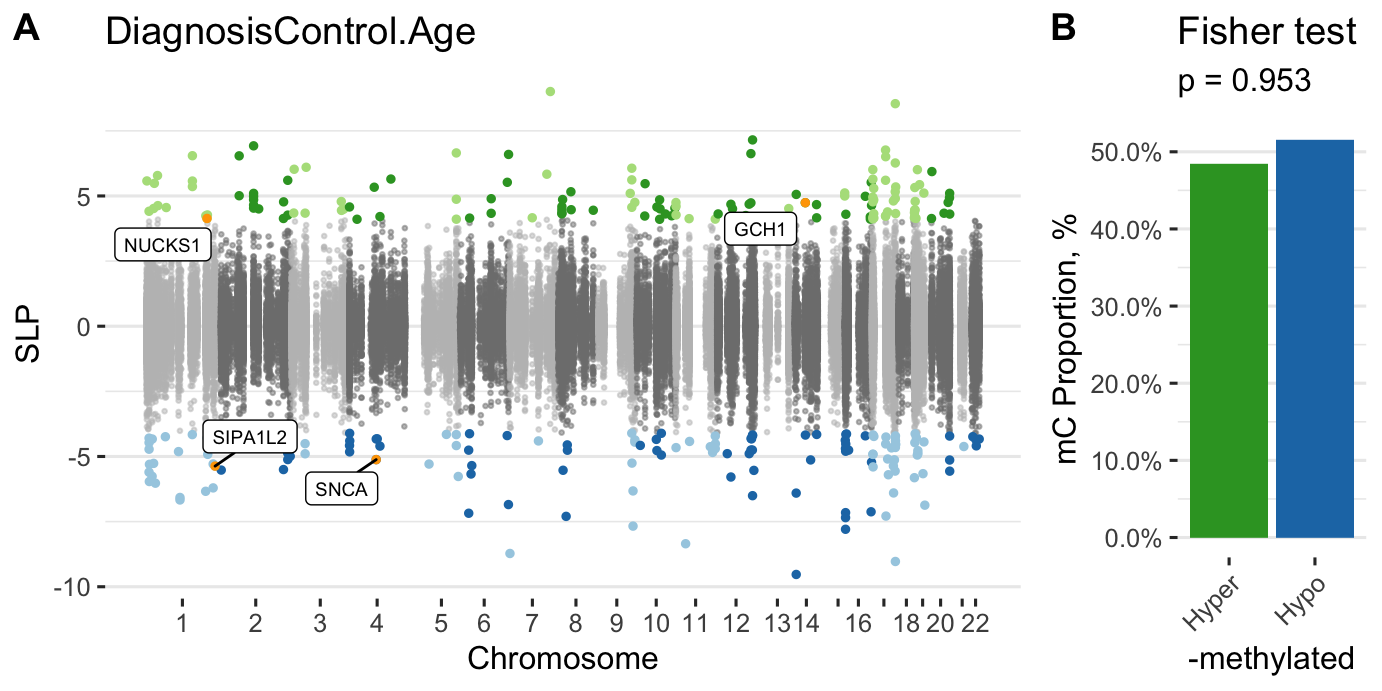 A DiagnosisControl.Age
SLP
5
0
-5
-10
NUCKS1
GCH1
SIPA1L2
SNCA
1 2 3 4 5 6 7 8 9 10 11 12 13 14 16 18 20 22
Chromosome
B Fisher test
p = 0.953
mC Proportion, %
50.0%
40.0%
30.0%
20.0%
10.0%
0.0%
Hyper Hypo
-methylated